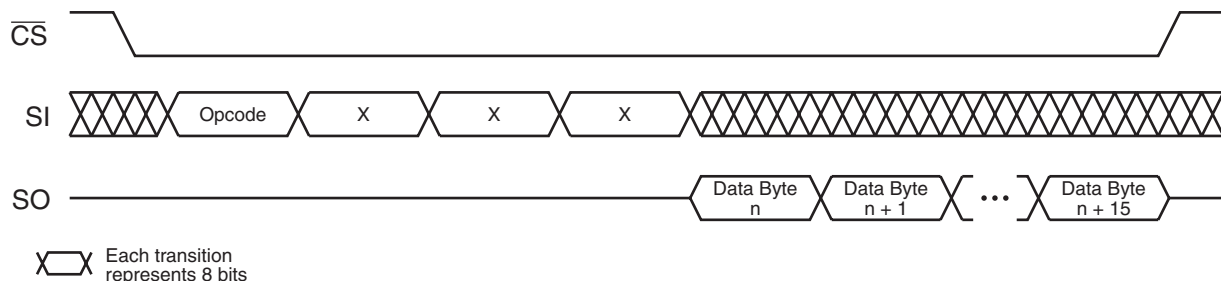 CS
SI
Opcode X X X
SO
Data Byte n
Data Byte n + 1
•••
Data Byte n + 15
Each transition
represents 8 bits